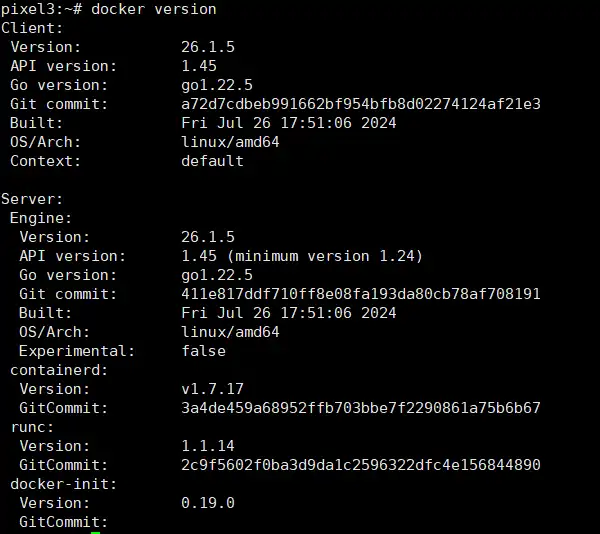 pixel3:~# docker version
Client:
 Version:           26.1.5
 API version:       1.45
 Go version:        go1.22.5
 Git commit:        a72d7cdbeb991662bf954bfb8d02274124af21e3
 Built:             Fri Jul 26 17:51:06 2024
 OS/Arch:           linux/amd64
 Context:           default

Server:
 Engine:
  Version:          26.1.5
  API version:      1.45 (minimum version 1.24)
  Go version:       go1.22.5
  Git commit:       411e817ddf710ff8e08fa193da80cb78af708191
  Built:            Fri Jul 26 17:51:06 2024
  OS/Arch:          linux/amd64
  Experimental:     false
 containerd:
  Version:          v1.7.17
  GitCommit:        3a4de459a68952ffb703bbe7f2290861a75b6b67
 runc:
  Version:          1.1.14
  GitCommit:        2c9f5602f0ba3d9da1c2596322dfc4e156844890
 docker-init:
  Version:          0.19.0
  GitCommit: